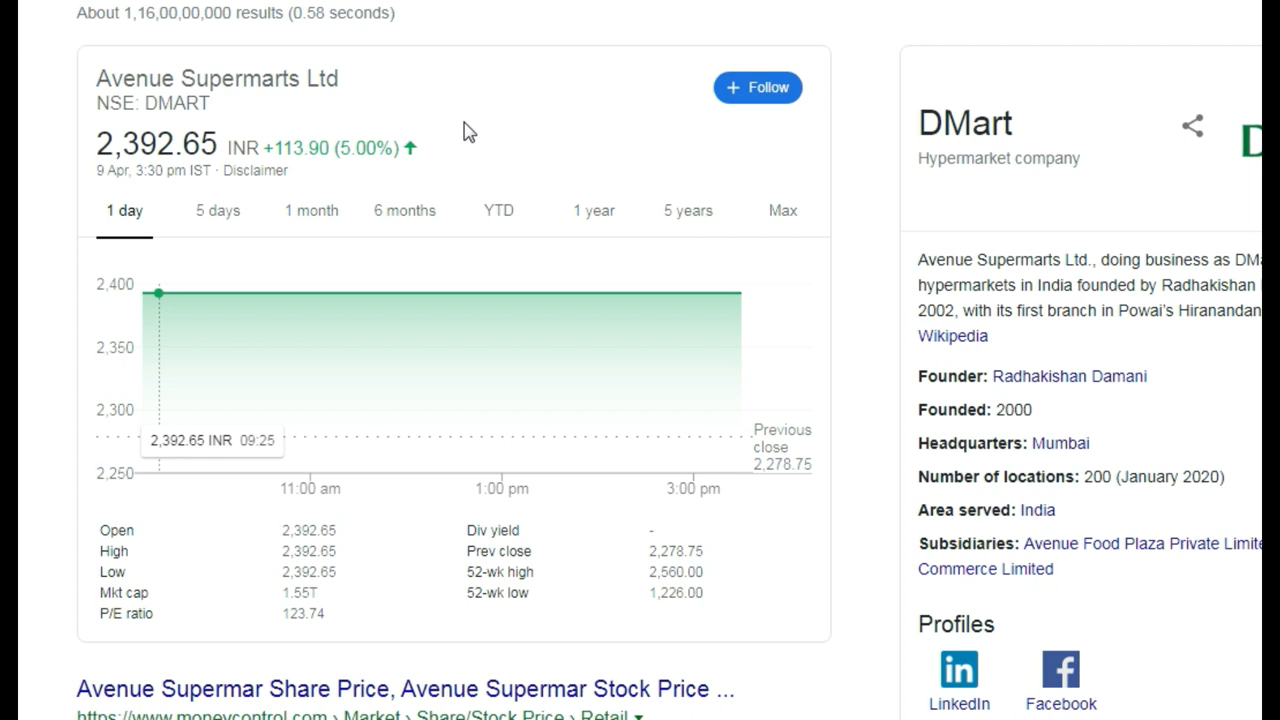 About 1,16,00,00,000 results (0.58 seconds)
Avenue Supermarts Ltd
NSE: DMART
+ Follow
2,392.65 INR +113.90 (5.00%)
9 Apr, 3:30 pm IST · Disclaimer
1 day 5 days 1 month 6 months YTD 1 year 5 years Max
2,400
2,350
2,300
2,392.65 INR 09:25
Previous
close
2,278.75
2,250
11:00 am 1:00 pm 3:00 pm
Open 2,392.65 Div yield -
High 2,392.65 Prev close 2,278.75
Low 2,392.65 52-wk high 2,560.00
Mkt cap 1.55T 52-wk low 1,226.00
P/E ratio 123.74
Avenue Supermar Share Price, Avenue Supermar Stock Price ...
https://www.moneycontrol.com › Market › Share/Stock Price › Retail
DMart
Hypermarket company
D
Avenue Supermarts Ltd., doing business as DMa
hypermarkets in India founded by Radhakishan
2002, with its first branch in Powai's Hiranandan
Wikipedia
Founder: Radhakishan Damani
Founded: 2000
Headquarters: Mumbai
Number of locations: 200 (January 2020)
Area served: India
Subsidiaries: Avenue Food Plaza Private Limite
Commerce Limited
Profiles
in
f
LinkedIn Facebook